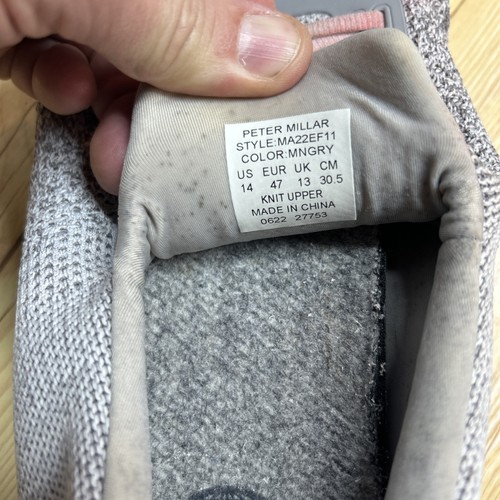 PETER MILLAR
STYLE:MA22EF11
COLOR:MNGRY
US EUR UK CM
14 47 13 30.5
KNIT UPPER
MADE IN CHINA
0622 27753